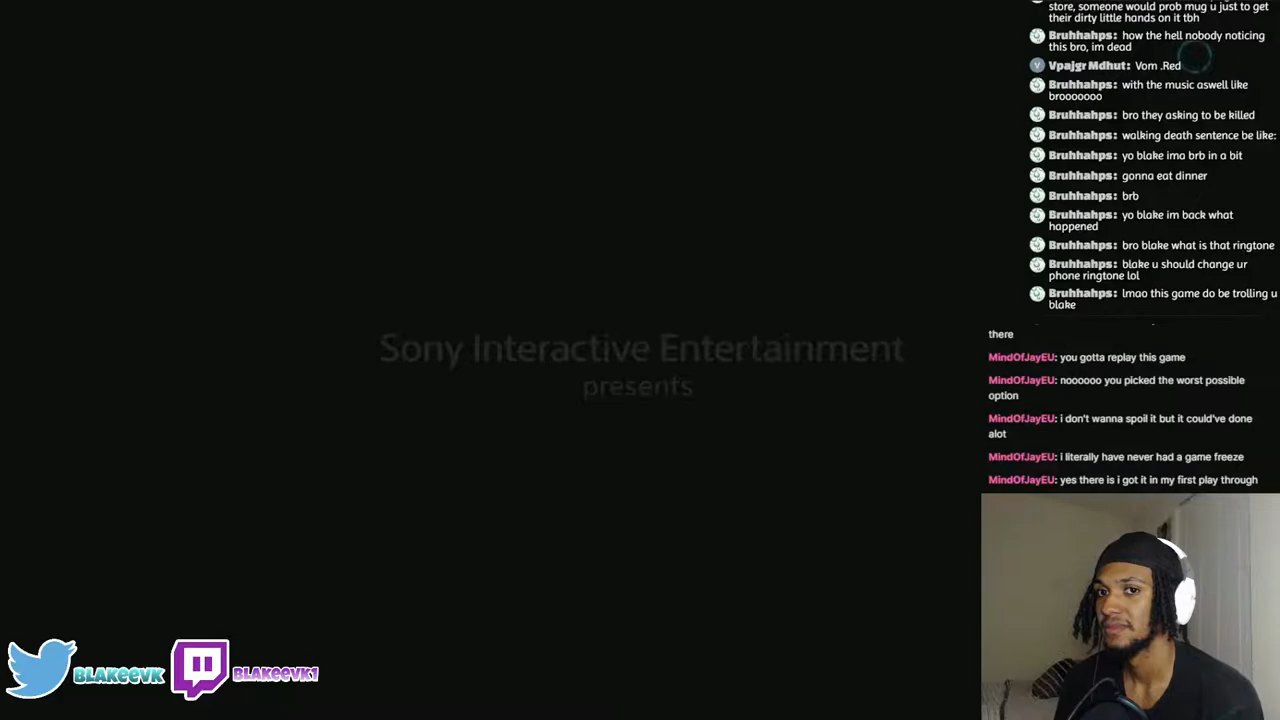 store, someone would prob mug u just to get
their dirty little hands on it tbh
Bruhhahps: how the hell nobody noticing
this bro, im dead
V Vpajgr Mdhut: Vom .Red
Bruhhahps: with the music aswell like
brooooooo
Bruhhahps: bro they asking to be killed
Bruhhahps: walking death sentence be like:
Bruhhahps: yo blake ima brb in a bit
Bruhhahps: gonna eat dinner
Bruhhahps: brb
Bruhhahps: yo blake im back what
happened
Bruhhahps: bro blake what is that ringtone
Bruhhahps: blake u should change ur
phone ringtone lol
Bruhhahps: lmao this game do be trolling u
blake
there
MindOfJayEU: you gotta replay this game
MindOfJayEU: noooooo you picked the worst possible
option
MindOfJayEU: i don't wanna spoil it but it could've done
alot
MindOfJayEU: i literally have never had a game freeze
MindOfJayEU: yes there is i got it in my first play through
Sony Interactive Entertainment
presents
BLAKEEVK
BLAKEEVK1